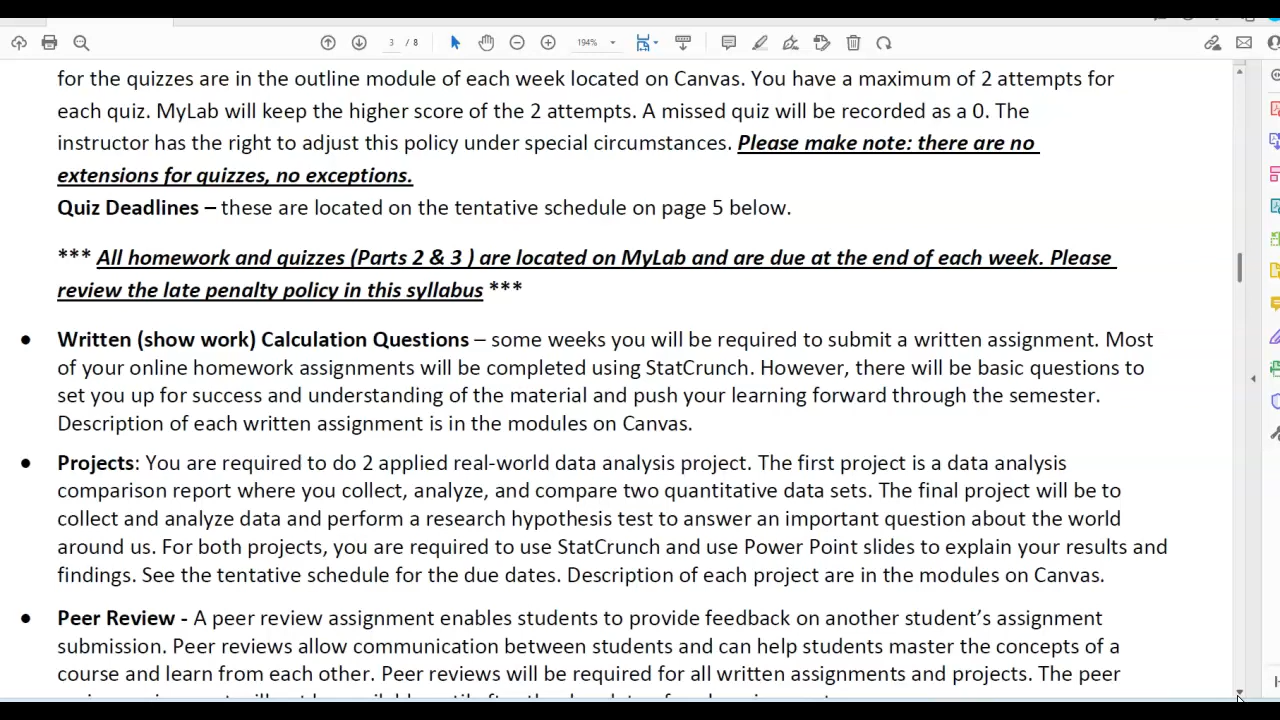 3 / 8
194%
for the quizzes are in the outline module of each week located on Canvas. You have a maximum of 2 attempts for
each quiz. MyLab will keep the higher score of the 2 attempts. A missed quiz will be recorded as a 0. The
instructor has the right to adjust this policy under special circumstances. Please make note: there are no
extensions for quizzes, no exceptions.
Quiz Deadlines – these are located on the tentative schedule on page 5 below.
*** All homework and quizzes (Parts 2 & 3 ) are located on MyLab and are due at the end of each week. Please
review the late penalty policy in this syllabus ***
● Written (show work) Calculation Questions – some weeks you will be required to submit a written assignment. Most
of your online homework assignments will be completed using StatCrunch. However, there will be basic questions to
set you up for success and understanding of the material and push your learning forward through the semester.
Description of each written assignment is in the modules on Canvas.
● Projects: You are required to do 2 applied real-world data analysis project. The first project is a data analysis
comparison report where you collect, analyze, and compare two quantitative data sets. The final project will be to
collect and analyze data and perform a research hypothesis test to answer an important question about the world
around us. For both projects, you are required to use StatCrunch and use Power Point slides to explain your results and
findings. See the tentative schedule for the due dates. Description of each project are in the modules on Canvas.
● Peer Review - A peer review assignment enables students to provide feedback on another student’s assignment
submission. Peer reviews allow communication between students and can help students master the concepts of a
course and learn from each other. Peer reviews will be required for all written assignments and projects. The peer